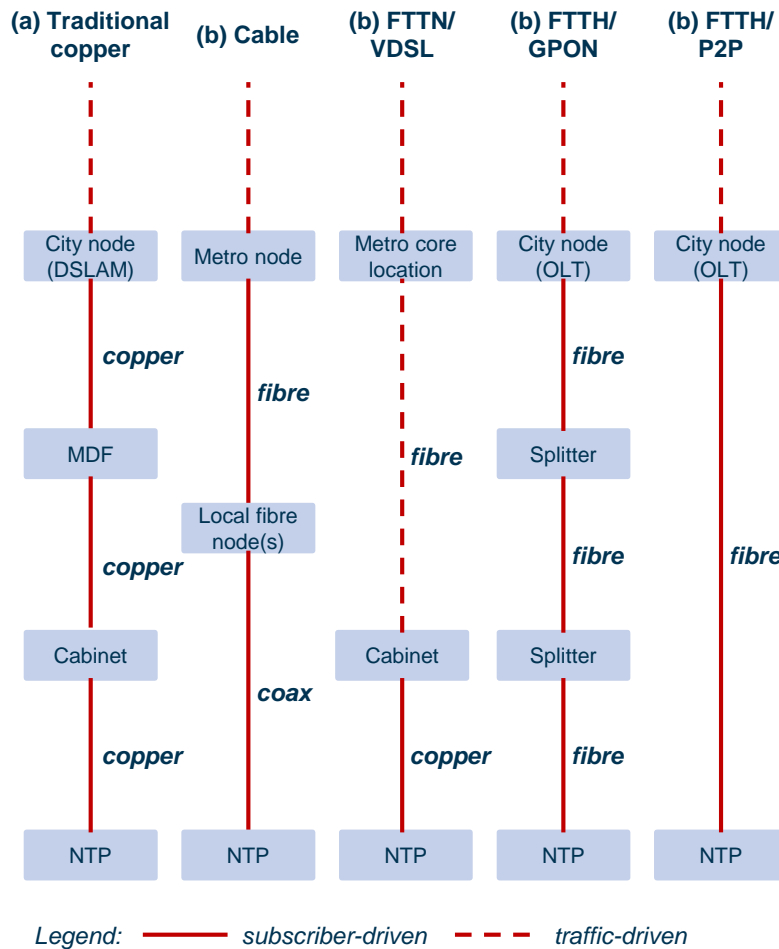 (a) Traditional
copper
(b) Cable
(b) FTTN/
VDSL
(b) FTTH/
GPON
(b) FTTH/
P2P
City node
(DSLAM)
Metro node
Metro core
location
City node
(OLT)
City node
(OLT)
copper
fibre
fibre
MDF
fibre
Splitter
Local fibre
node(s)
copper
fibre
fibre
Cabinet
Cabinet
Splitter
coax
copper
copper
fibre
NTP
NTP
NTP
NTP
NTP
Legend:
subscriber-driven
traffic-driven